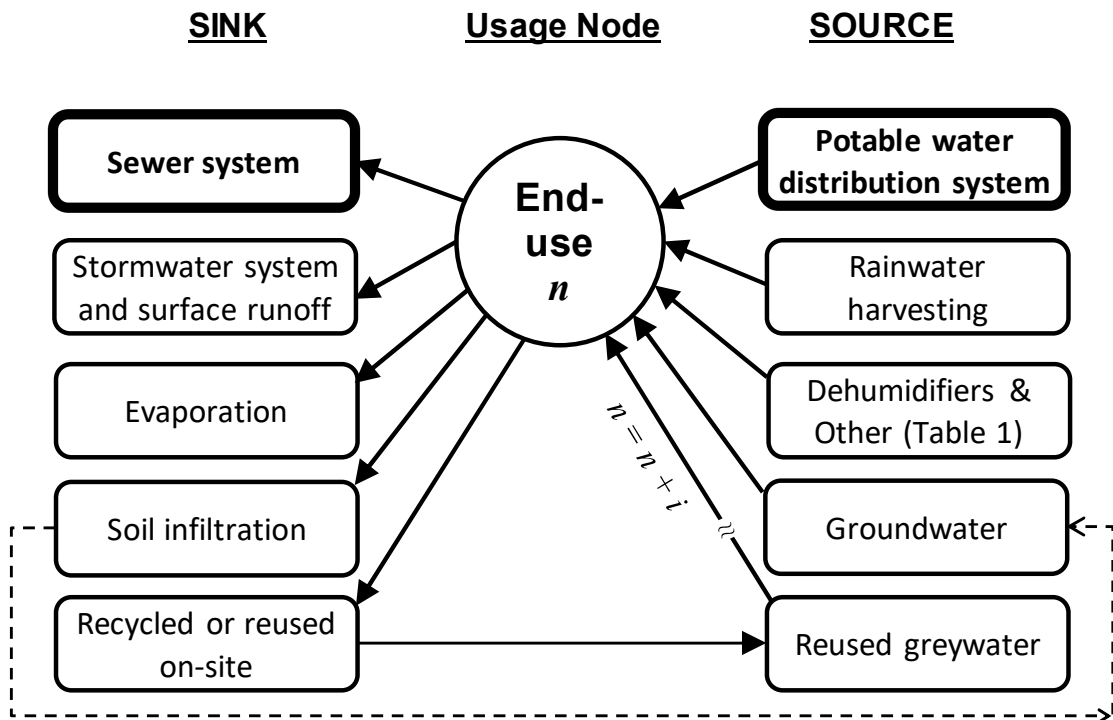 SINK
Usage Node
SOURCE
Sewer system
End-
use
n
Potable water
distribution system
Stormwater system
and surface runoff
Rainwater
harvesting
Evaporation
Dehumidifiers &
Other (Table 1)
n = n + i
≈
Soil infiltration
Groundwater
Recycled or reused
on-site
Reused greywater